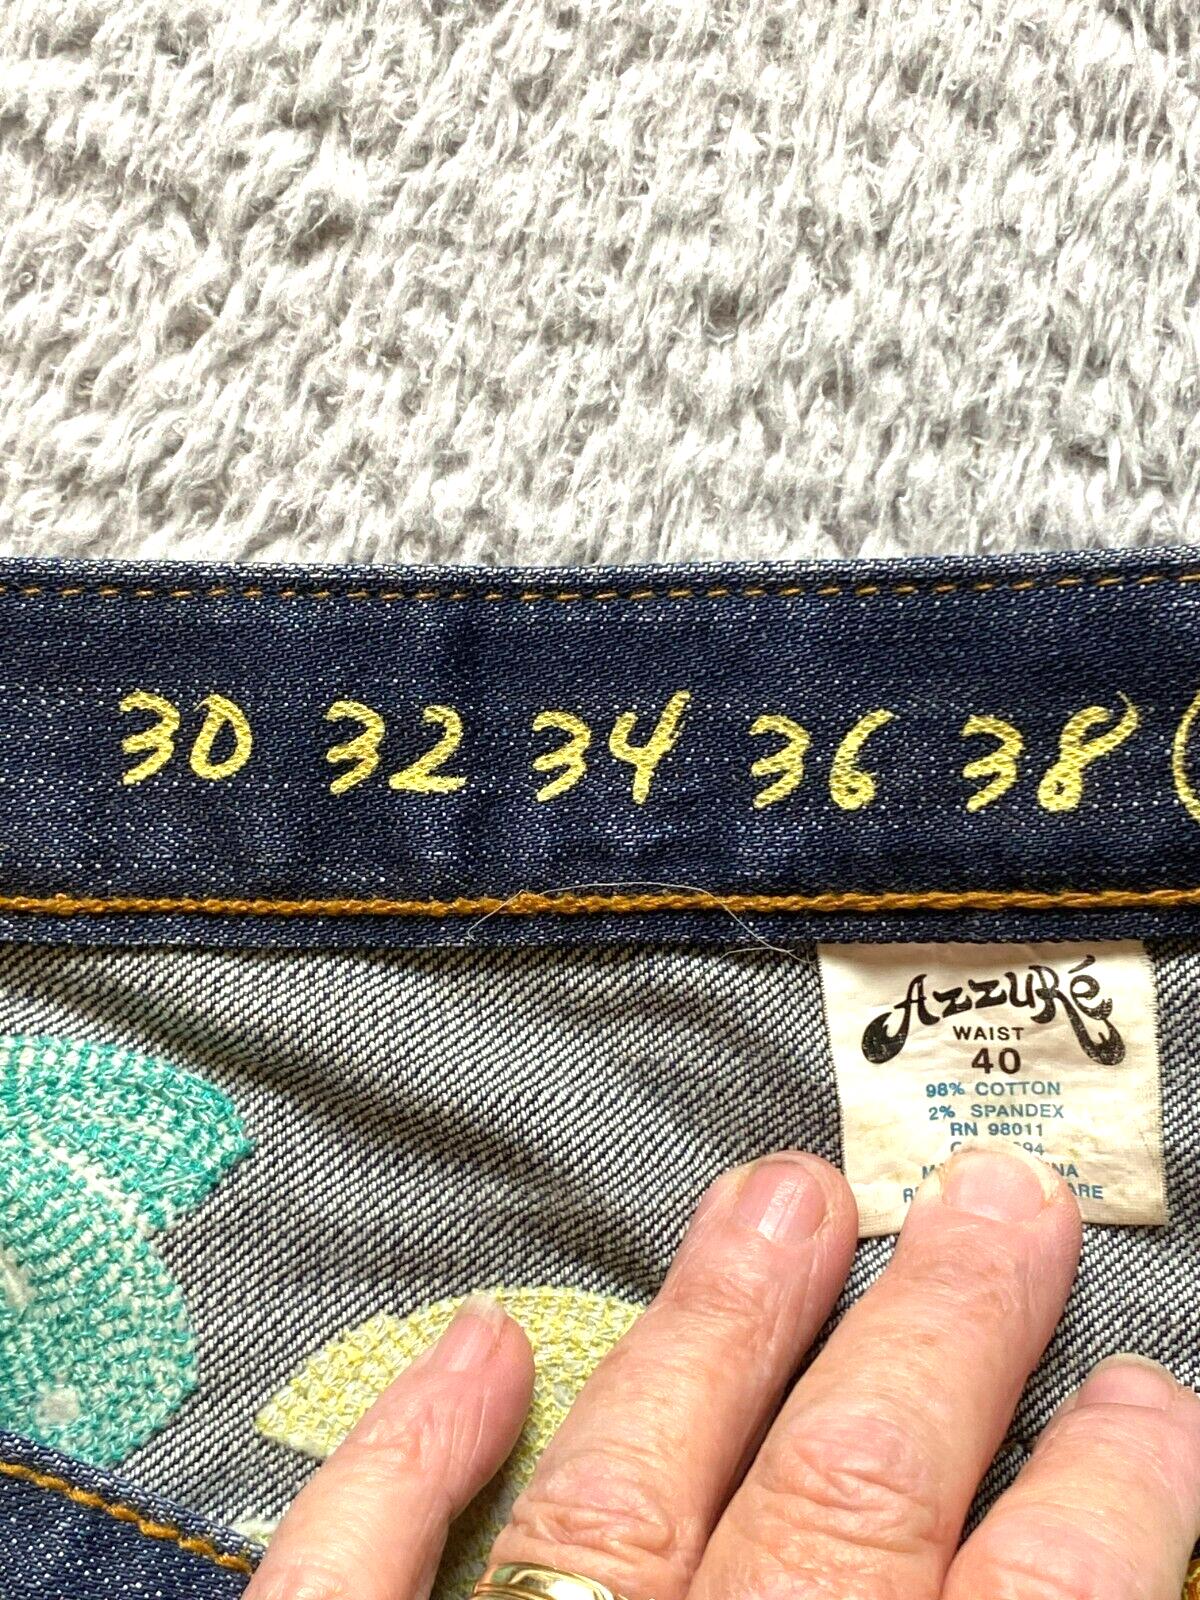 30 32 34 36 38
AZZURé
WAIST
40
98% COTTON
2% SPANDEX
RN 98011